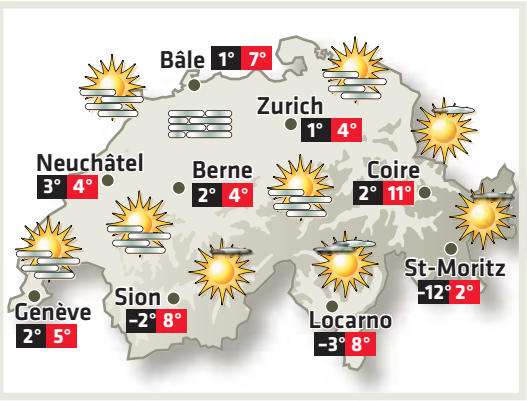 Bâle 1° 7°
Zurich
1° 4°
Neuchâtel
3° 4°
Berne
2° 4°
Coire
2° 11°
St-Moritz
-12° 2°
Sion
-2° 8°
Genève
2° 5°
Locarno
-3° 8°